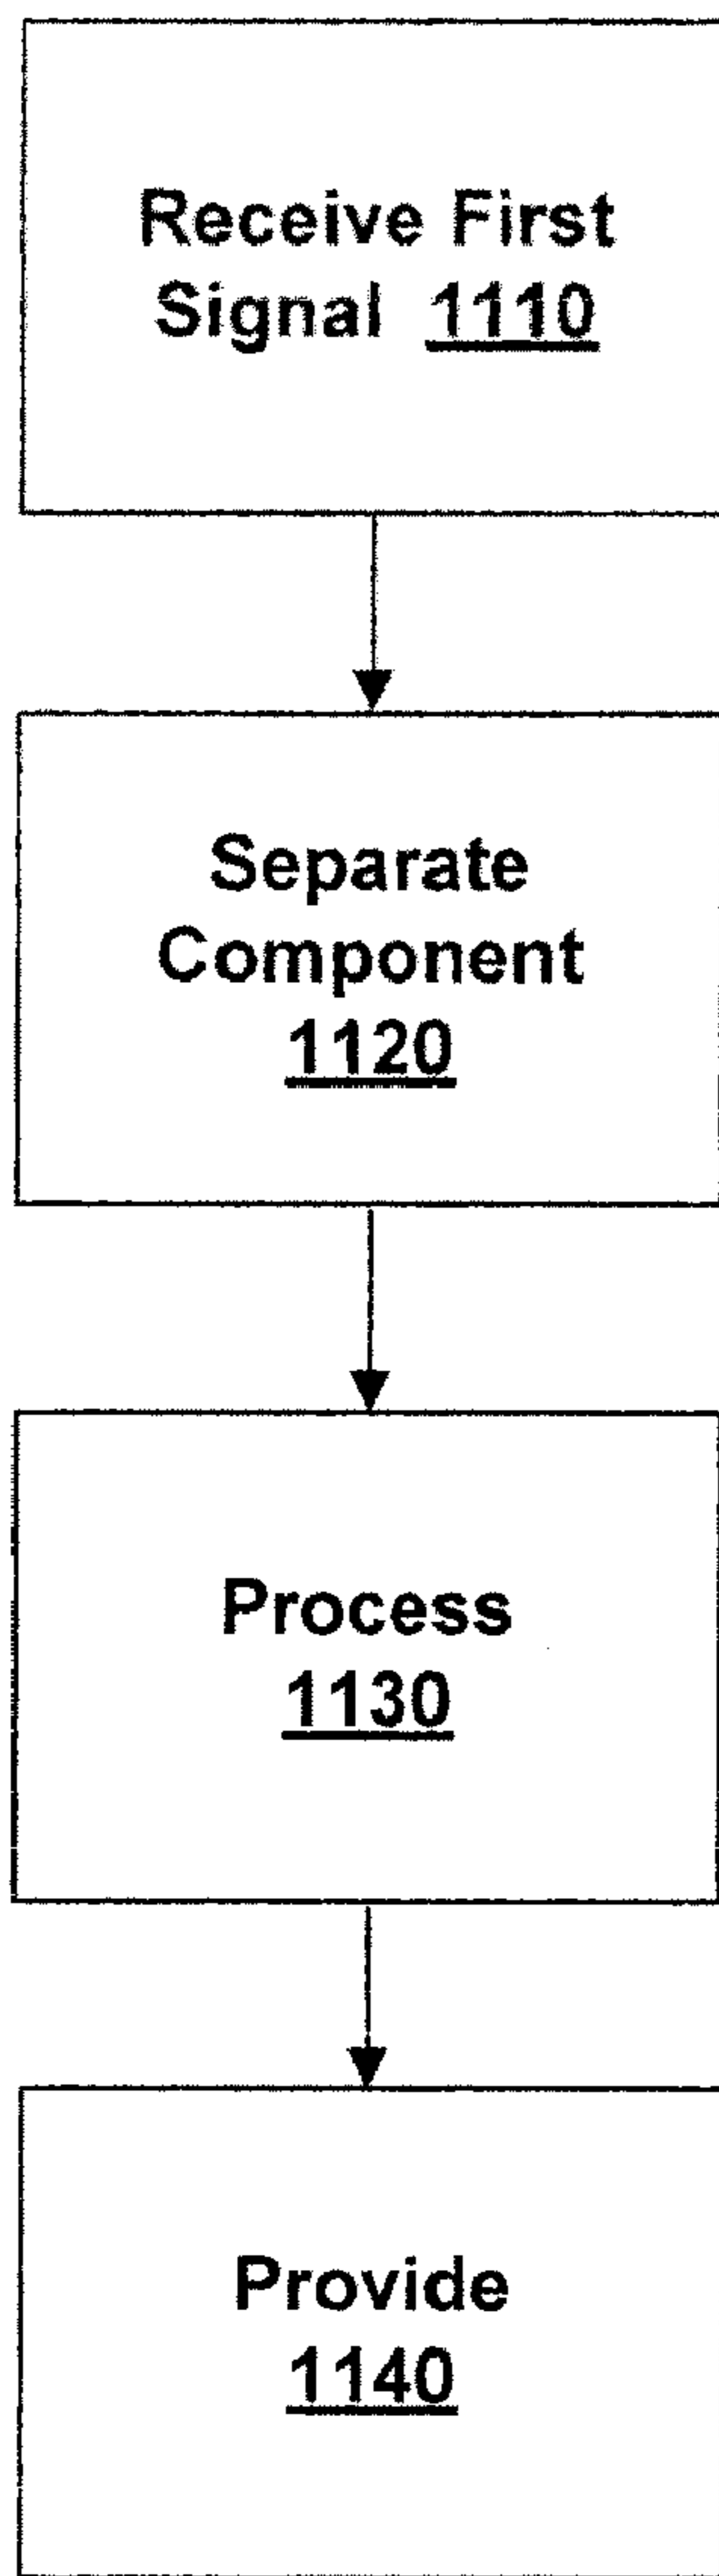 Receive First
Signal 1110
Separate
Component
1120
Process
1130
Provide
1140